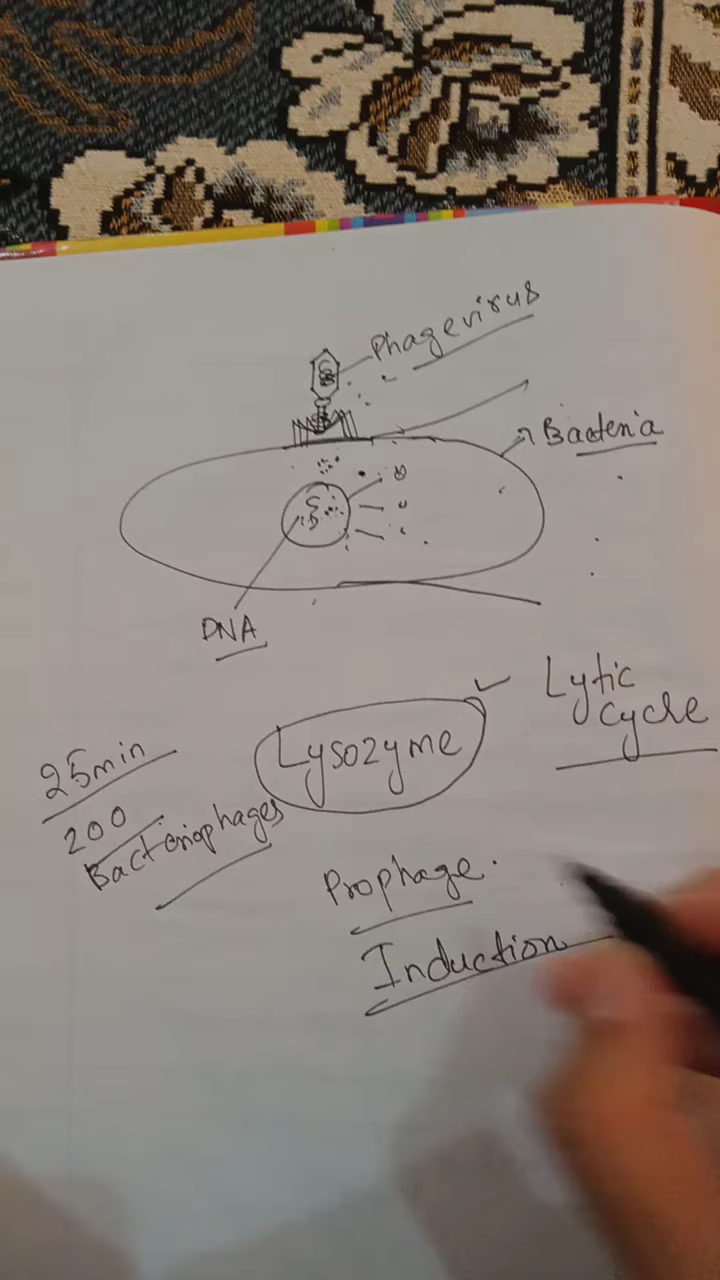 Phagevirus
Bacteria
DNA
Lytic
Cycle
Lysozyme
25min
200
Bacteriophages
Prophage.
Induction